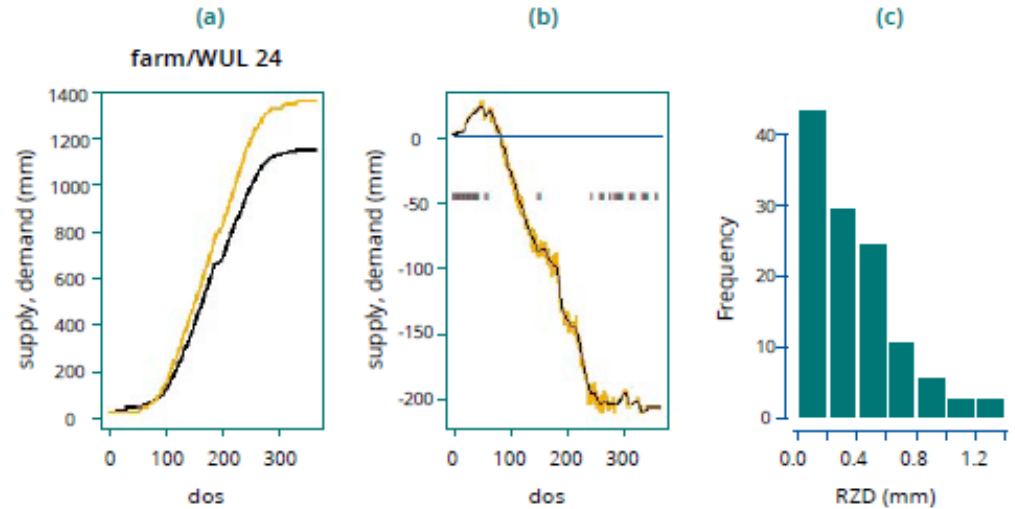 (a)
farm/WUL 24
supply, demand (mm)
1400
1200
1000
800
600
400
200
0
0 100 200 300
dos
(b)
supply, demand (mm)
0
-50
-100
-150
-200
0 100 200 300
dos
(c)
Frequency
40
30
20
10
0
0.0 0.4 0.8 1.2
RZD (mm)